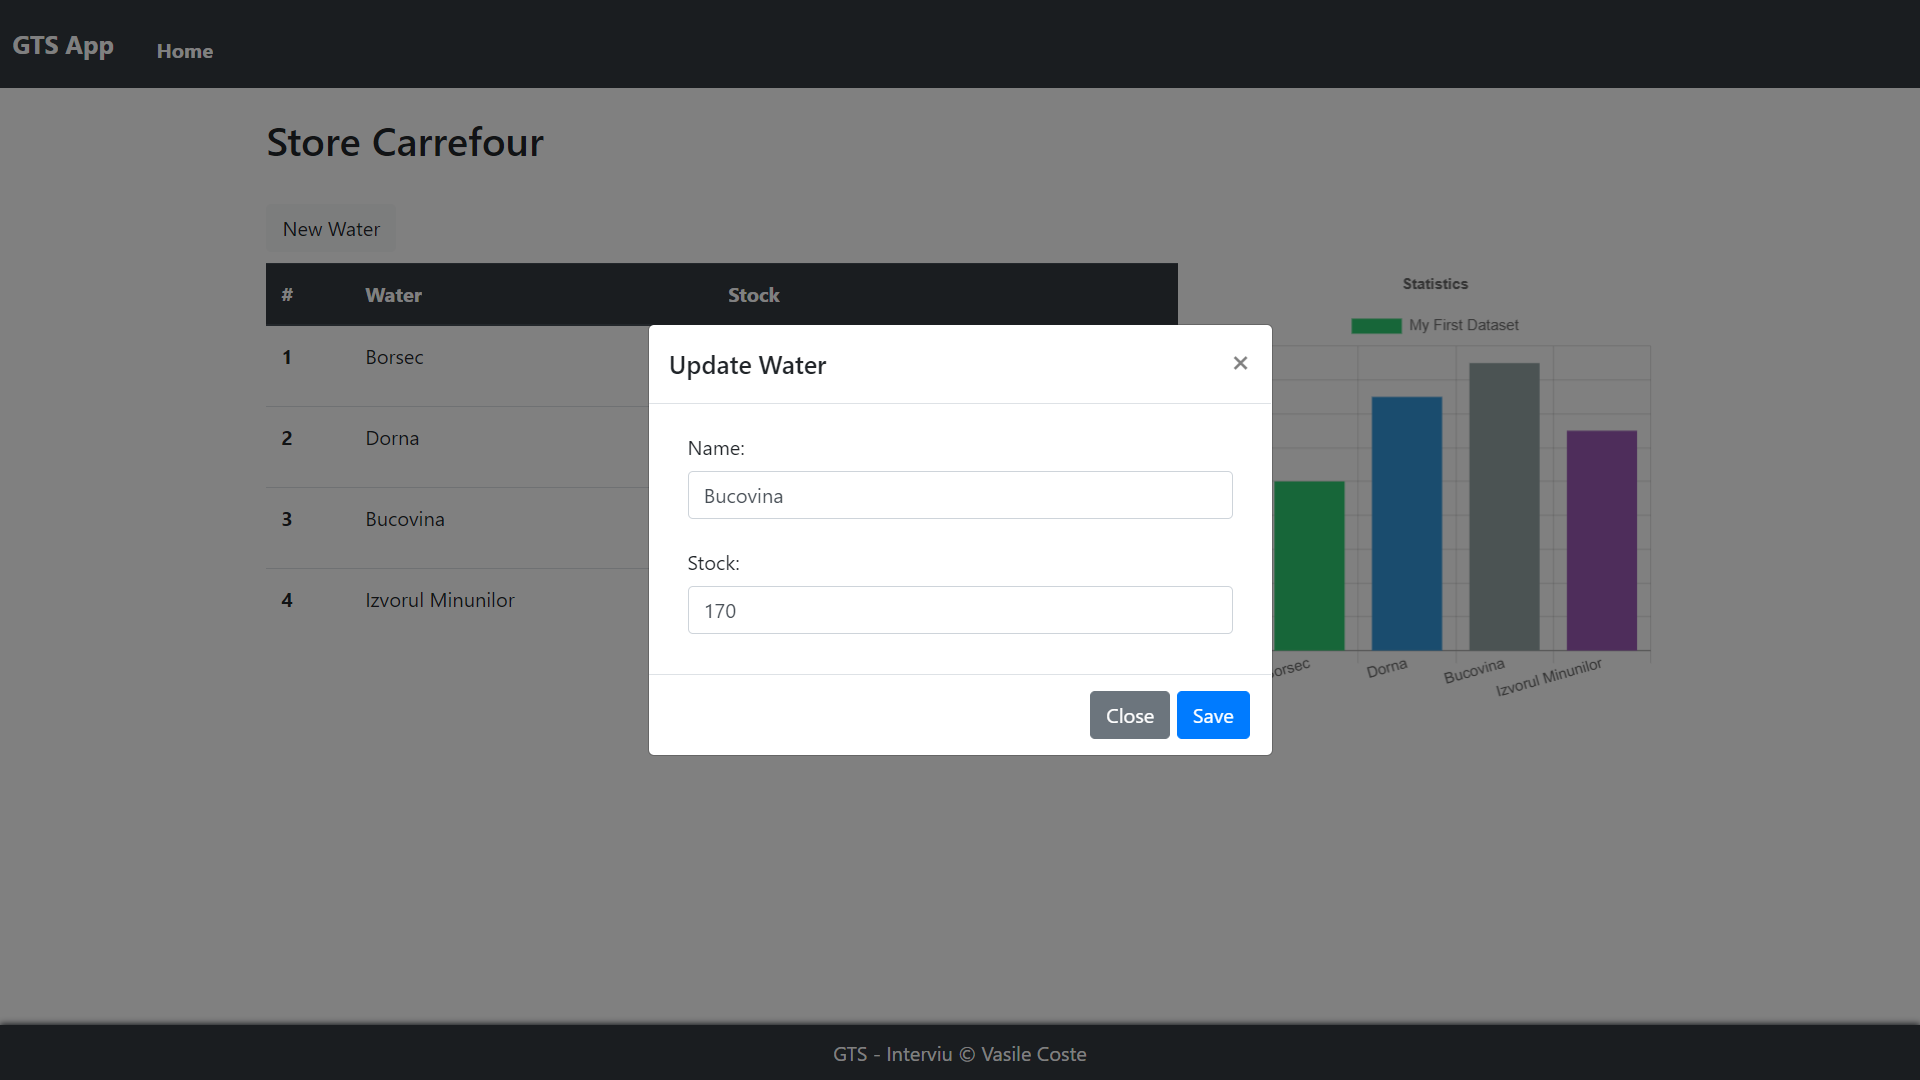 GTS App Home
Store Carrefour
New Water
# Water Stock
1 Borsec
2 Dorna
3 Bucovina
4 Izvorul Minunilor
Update Water ×
Name:
Bucovina
Stock:
170
Close Save
Statistics
My First Dataset
Dorna
Bucovina
Izvorul Minunilor
GTS - Interviu © Vasile Coste